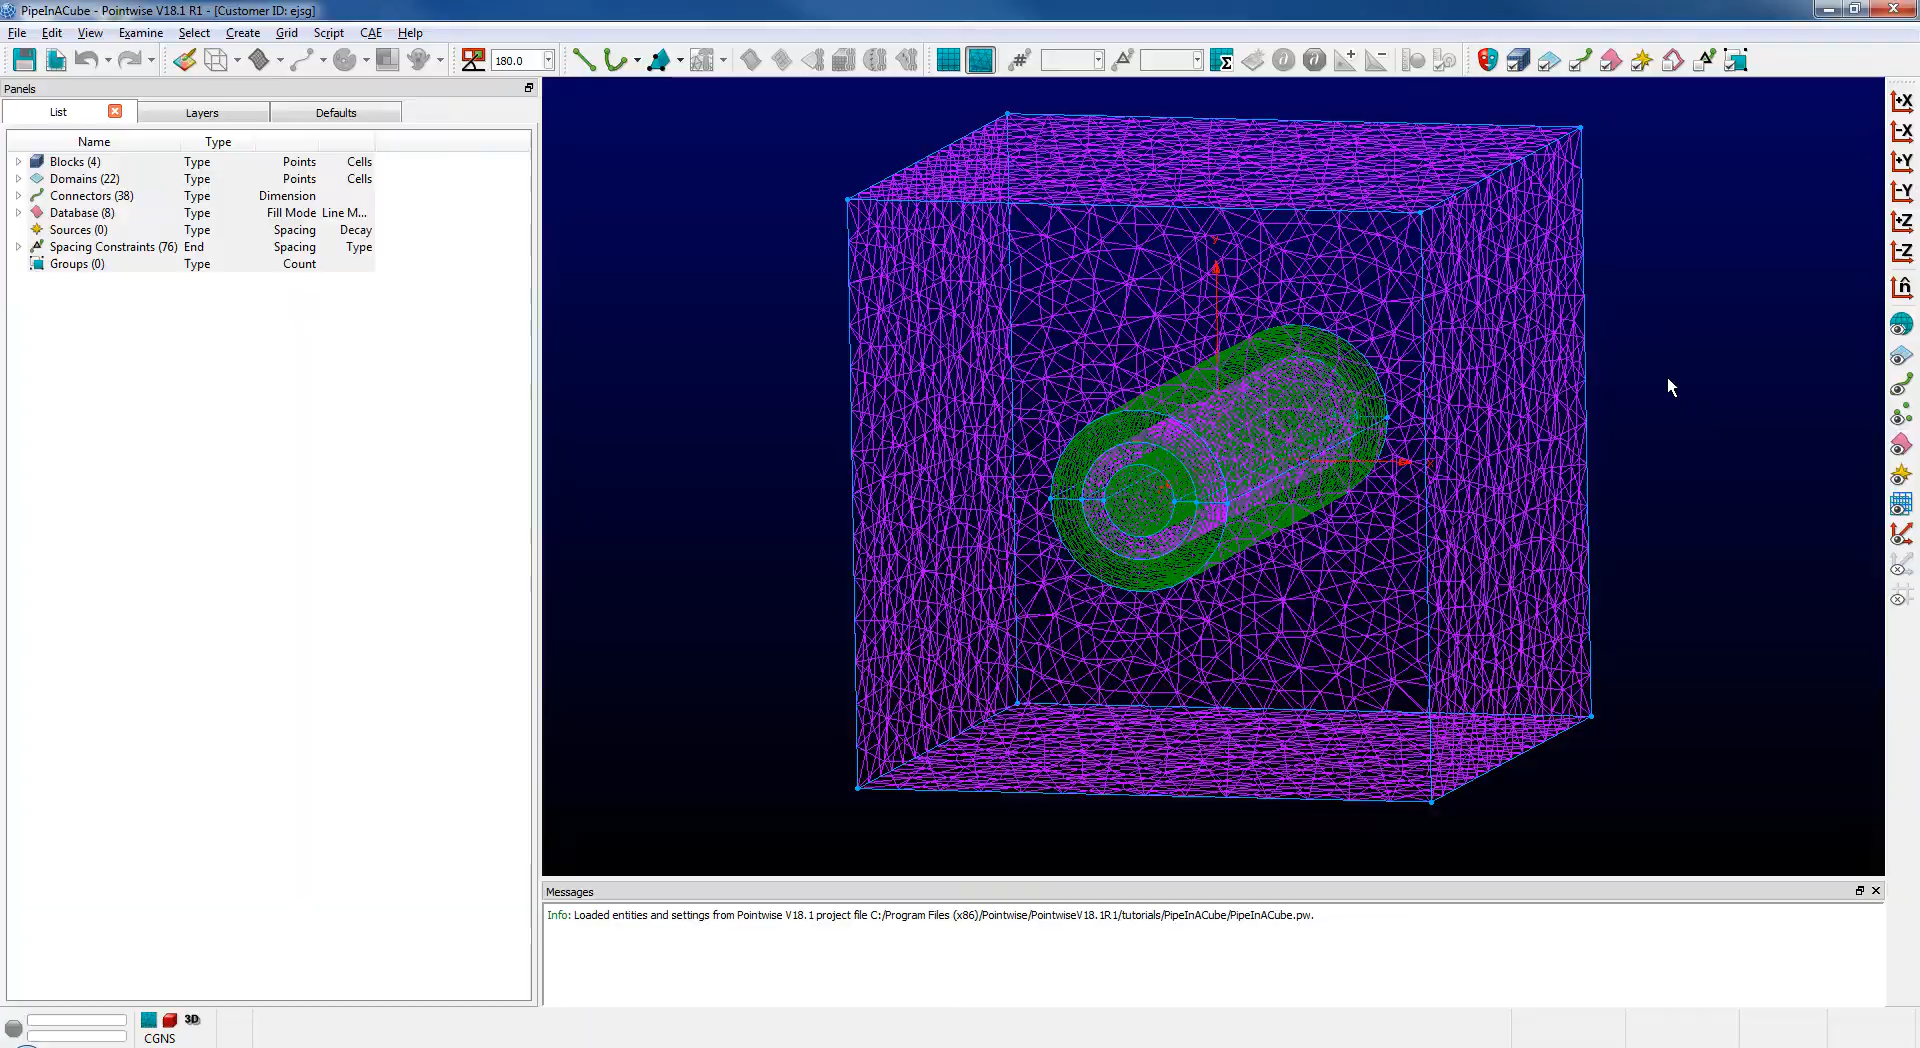 PipeInACube - Pointwise V18.1 R1 - [Customer ID: ejsg]
File Edit View Examine Select Create Grid Script CAE Help
180.0
Panels
List Layers Defaults
Name Type
Blocks (4) Type Points Cells
Domains (22) Type Points Cells
Connectors (38) Type Dimension
Database (8) Type Fill Mode Line M...
Sources (0) Type Spacing Decay
Spacing Constraints (76) End Spacing Type
Groups (0) Type Count
+X
-X
+Y
-Y
+Z
-Z
n̂
Messages
Info: Loaded entities and settings from Pointwise V18.1 project file C:/Program Files (x86)/Pointwise/PointwiseV18.1R1/tutorials/PipeInACube/PipeInACube.pw.
3D
CGNS